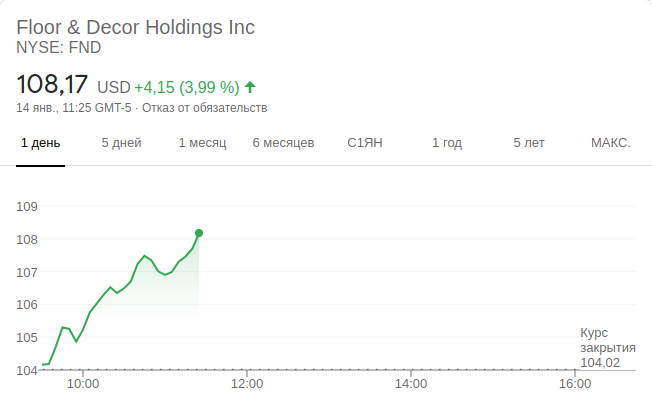 Floor & Decor Holdings Inc
NYSE: FND
108,17 USD +4,15 (3,99 %)
14 янв., 11:25 GMT-5 · Отказ от обязательств
1 день 5 дней 1 месяц 6 месяцев С1ЯН 1 год 5 лет МАКС.
109
108
107
106
105
104
Курс
закрытия
104,02
10:00 12:00 14:00 16:00